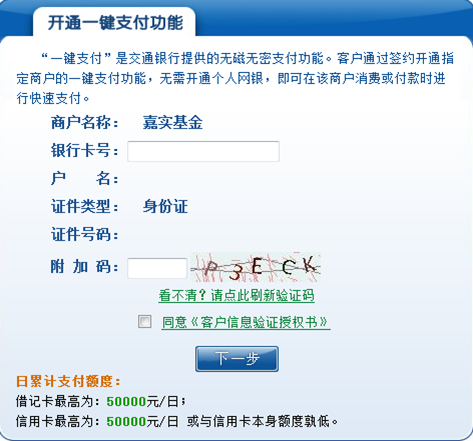 开通一键支付功能
“一键支付”是交通银行提供的无磁无密支付功能。客户通过签约开通指
定商户的一键支付功能，无需开通个人网银，即可在该商户消费或付款时进
行快速支付。
商户名称： 嘉实基金
银行卡号：
户 名：
证件类型： 身份证
证件号码：
附 加 码： P3ECK
看不清？请点此刷新验证码
同意《客户信息验证授权书》
下一步
日累计支付额度：
借记卡最高为：50000元/日；
信用卡最高为：50000元/日 或与信用卡本身额度孰低。